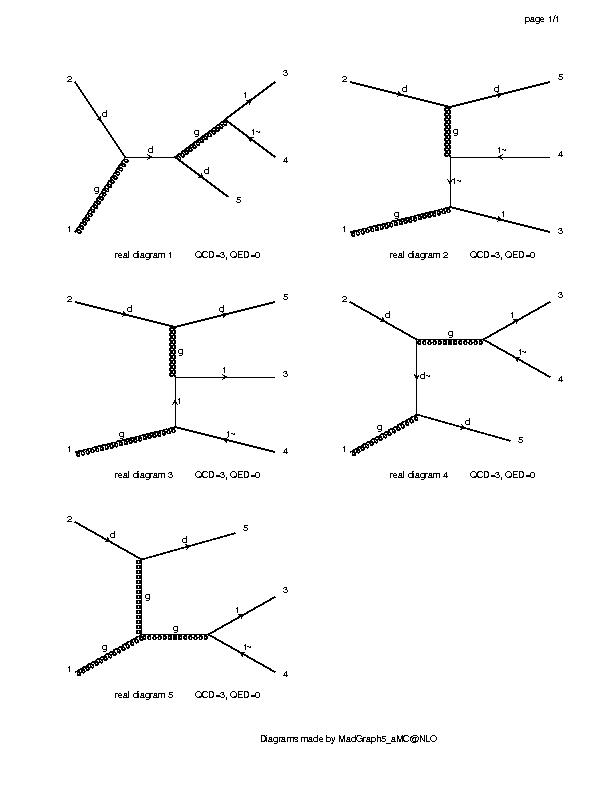 page 1/1
2
d
g
1
d
g
1
1~
3
4
d
5
real diagram 1 QCD=3, QED=0
2
d
d
5
g
1~
4
1~
g
1
1
3
real diagram 2 QCD=3, QED=0
2
d
d
5
g
1
3
1
g
1
1~
4
real diagram 3 QCD=3, QED=0
2
d
g
1
3
1~
4
d~
g
1
d
5
real diagram 4 QCD=3, QED=0
2
d
d
5
g
g
1
g
1
3
1~
4
real diagram 5 QCD=3, QED=0
Diagrams made by MadGraph5_aMC@NLO